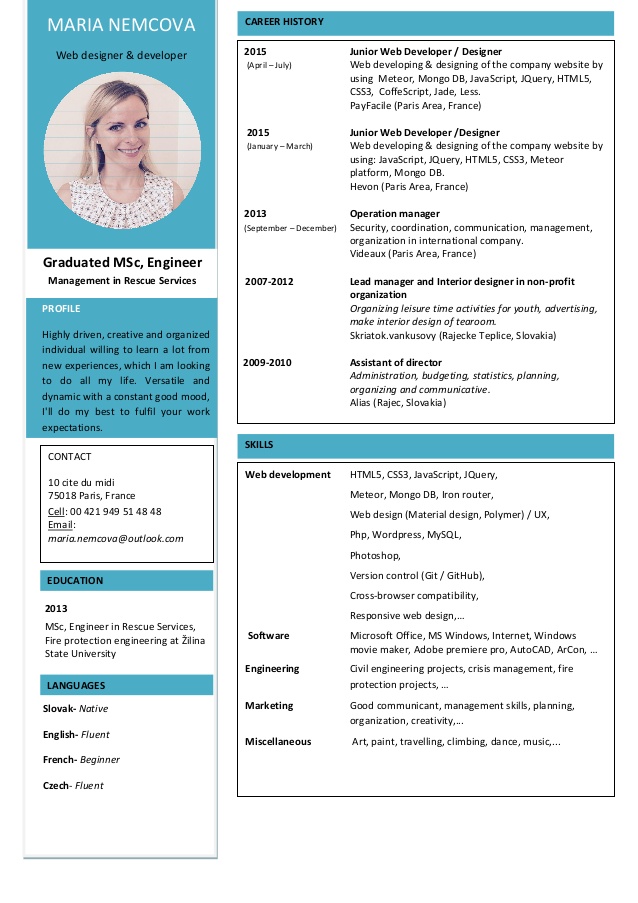 MARIA NEMCOVA
Web designer & developer
Graduated MSc, Engineer
Management in Rescue Services
PROFILE
Highly driven, creative and organized
individual willing to learn a lot from
new experiences, which I am looking
to do all my life. Versatile and
dynamic with a constant good mood,
I'll do my best to fulfil your work
expectations.
CONTACT
10 cite du midi
75018 Paris, France
Cell: 00 421 949 51 48 48
Email:
maria.nemcova@outlook.com
EDUCATION
2013
MSc, Engineer in Rescue Services,
Fire protection engineering at Žilina
State University
LANGUAGES
Slovak- Native
English- Fluent
French- Beginner
Czech- Fluent
CAREER HISTORY
2015 Junior Web Developer / Designer
(April – July) Web developing & designing of the company website by
using Meteor, Mongo DB, JavaScript, JQuery, HTML5,
CSS3, CoffeScript, Jade, Less.
PayFacile (Paris Area, France)
2015 Junior Web Developer /Designer
(January – March) Web developing & designing of the company website by
using: JavaScript, JQuery, HTML5, CSS3, Meteor
platform, Mongo DB.
Hevon (Paris Area, France)
2013 Operation manager
(September – December) Security, coordination, communication, management,
organization in international company.
Videaux (Paris Area, France)
2007-2012 Lead manager and Interior designer in non-profit
organization
Organizing leisure time activities for youth, advertising,
make interior design of tearoom.
Skriatok.vankusovy (Rajecke Teplice, Slovakia)
2009-2010 Assistant of director
Administration, budgeting, statistics, planning,
organizing and communicative.
Alias (Rajec, Slovakia)
SKILLS
Web development HTML5, CSS3, JavaScript, JQuery,
Meteor, Mongo DB, Iron router,
Web design (Material design, Polymer) / UX,
Php, Wordpress, MySQL,
Photoshop,
Version control (Git / GitHub),
Cross-browser compatibility,
Responsive web design,...
Software Microsoft Office, MS Windows, Internet, Windows
movie maker, Adobe premiere pro, AutoCAD, ArCon, ...
Engineering Civil engineering projects, crisis management, fire
protection projects, ...
Marketing Good communicant, management skills, planning,
organization, creativity,...
Miscellaneous Art, paint, travelling, climbing, dance, music,...